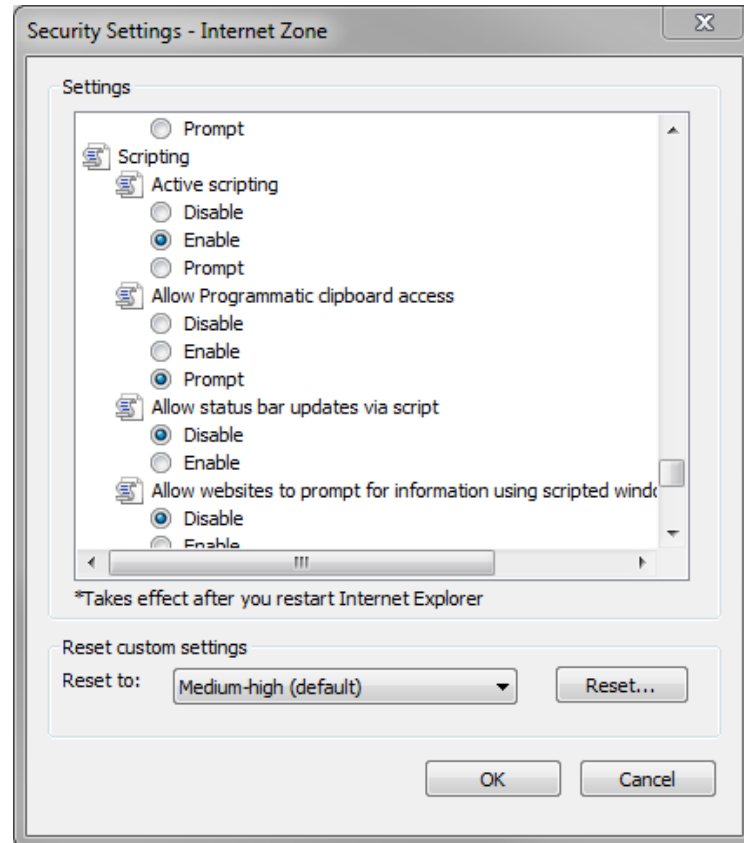 Security Settings - Internet Zone
Settings
Prompt
Scripting
Active scripting
Disable
Enable
Prompt
Allow Programmatic clipboard access
Disable
Enable
Prompt
Allow status bar updates via script
Disable
Enable
Allow websites to prompt for information using scripted windo
Disable
Enable
*Takes effect after you restart Internet Explorer
Reset custom settings
Reset to:
Medium-high (default)
Reset...
OK
Cancel